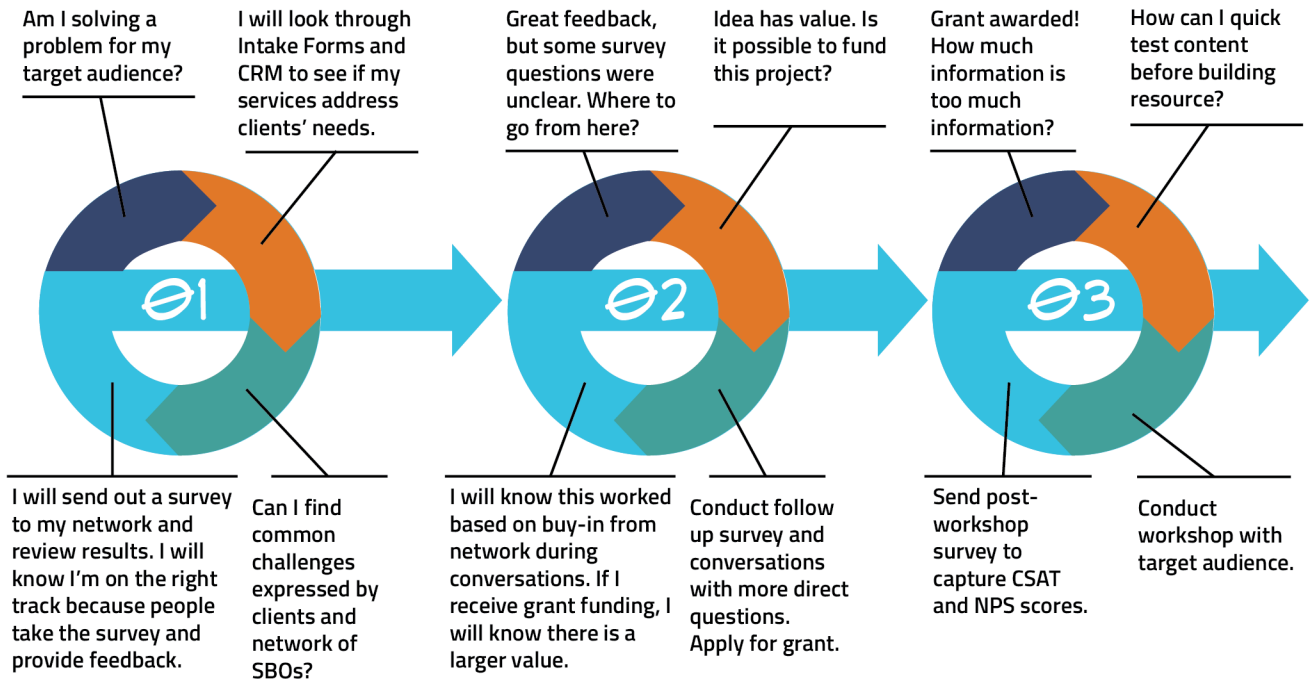 Am I solving a
problem for my
target audience?
I will look through
Intake Forms and
CRM to see if my
services address
clients’ needs.
Great feedback,
but some survey
questions were
unclear. Where to
go from here?
Idea has value. Is
it possible to fund
this project?
Grant awarded!
How much
information is
too much
information?
How can I quick
test content
before building
resource?
01
02
03
I will send out a survey
to my network and
review results. I will
know I’m on the right
track because people
take the survey and
provide feedback.
Can I find
common
challenges
expressed by
clients and
network of
SBOs?
I will know this worked
based on buy-in from
network during
conversations. If I
receive grant funding, I
will know there is a
larger value.
Conduct follow
up survey and
conversations
with more direct
questions.
Apply for grant.
Send post-
workshop
survey to
capture CSAT
and NPS scores.
Conduct
workshop with
target audience.